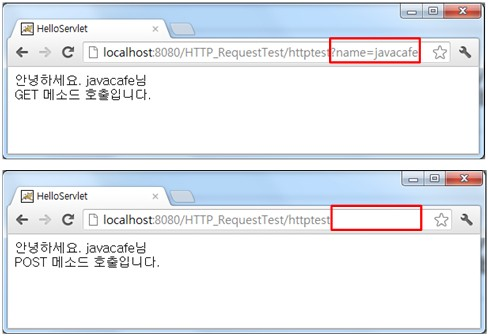 HelloServlet
localhost:8080/HTTP_RequestTest/httptest?name=javacafe
안녕하세요. javacafe님
GET 메소드 호출입니다.
HelloServlet
localhost:8080/HTTP_RequestTest/httptest
안녕하세요. javacafe님
POST 메소드 호출입니다.